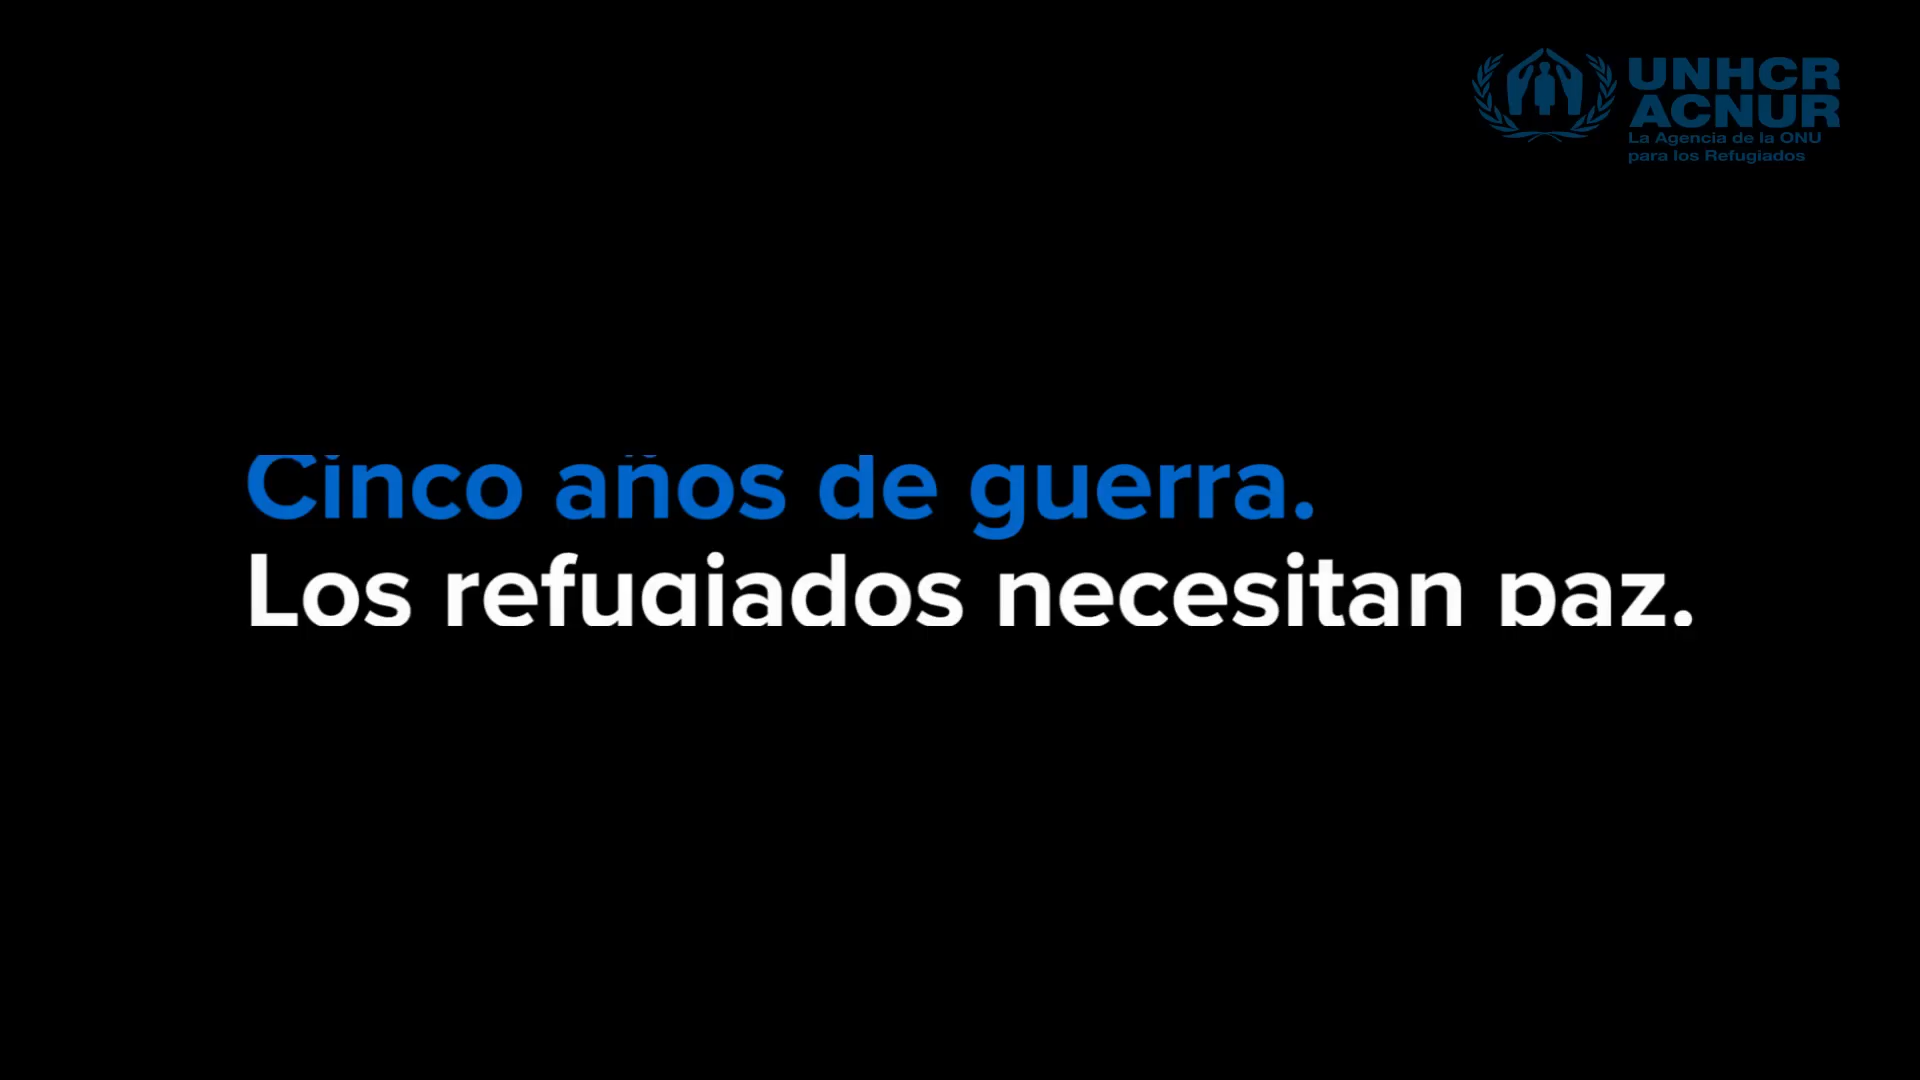 UNHCR
ACNUR
La Agencia de la ONU
para los Refugiados
Cinco años de guerra.
Los refugiados necesitan paz.